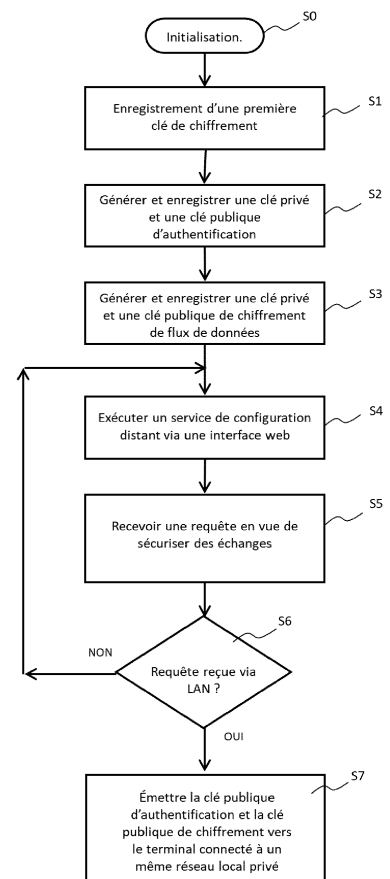 S0
Initialisation.
S1
Enregistrement d'une première
clé de chiffrement
S2
Générer et enregistrer une clé privé
et une clé publique
d'authentification
S3
Générer et enregistrer une clé privé
et une clé publique de chiffrement
de flux de données
S4
Exécuter un service de configuration
distant via une interface web
S5
Recevoir une requête en vue de
sécuriser des échanges
S6
NON
Requête reçue via
LAN ?
OUI
S7
Émettre la clé publique
d'authentification et la clé
publique de chiffrement vers
le terminal connecté à un
même réseau local privé